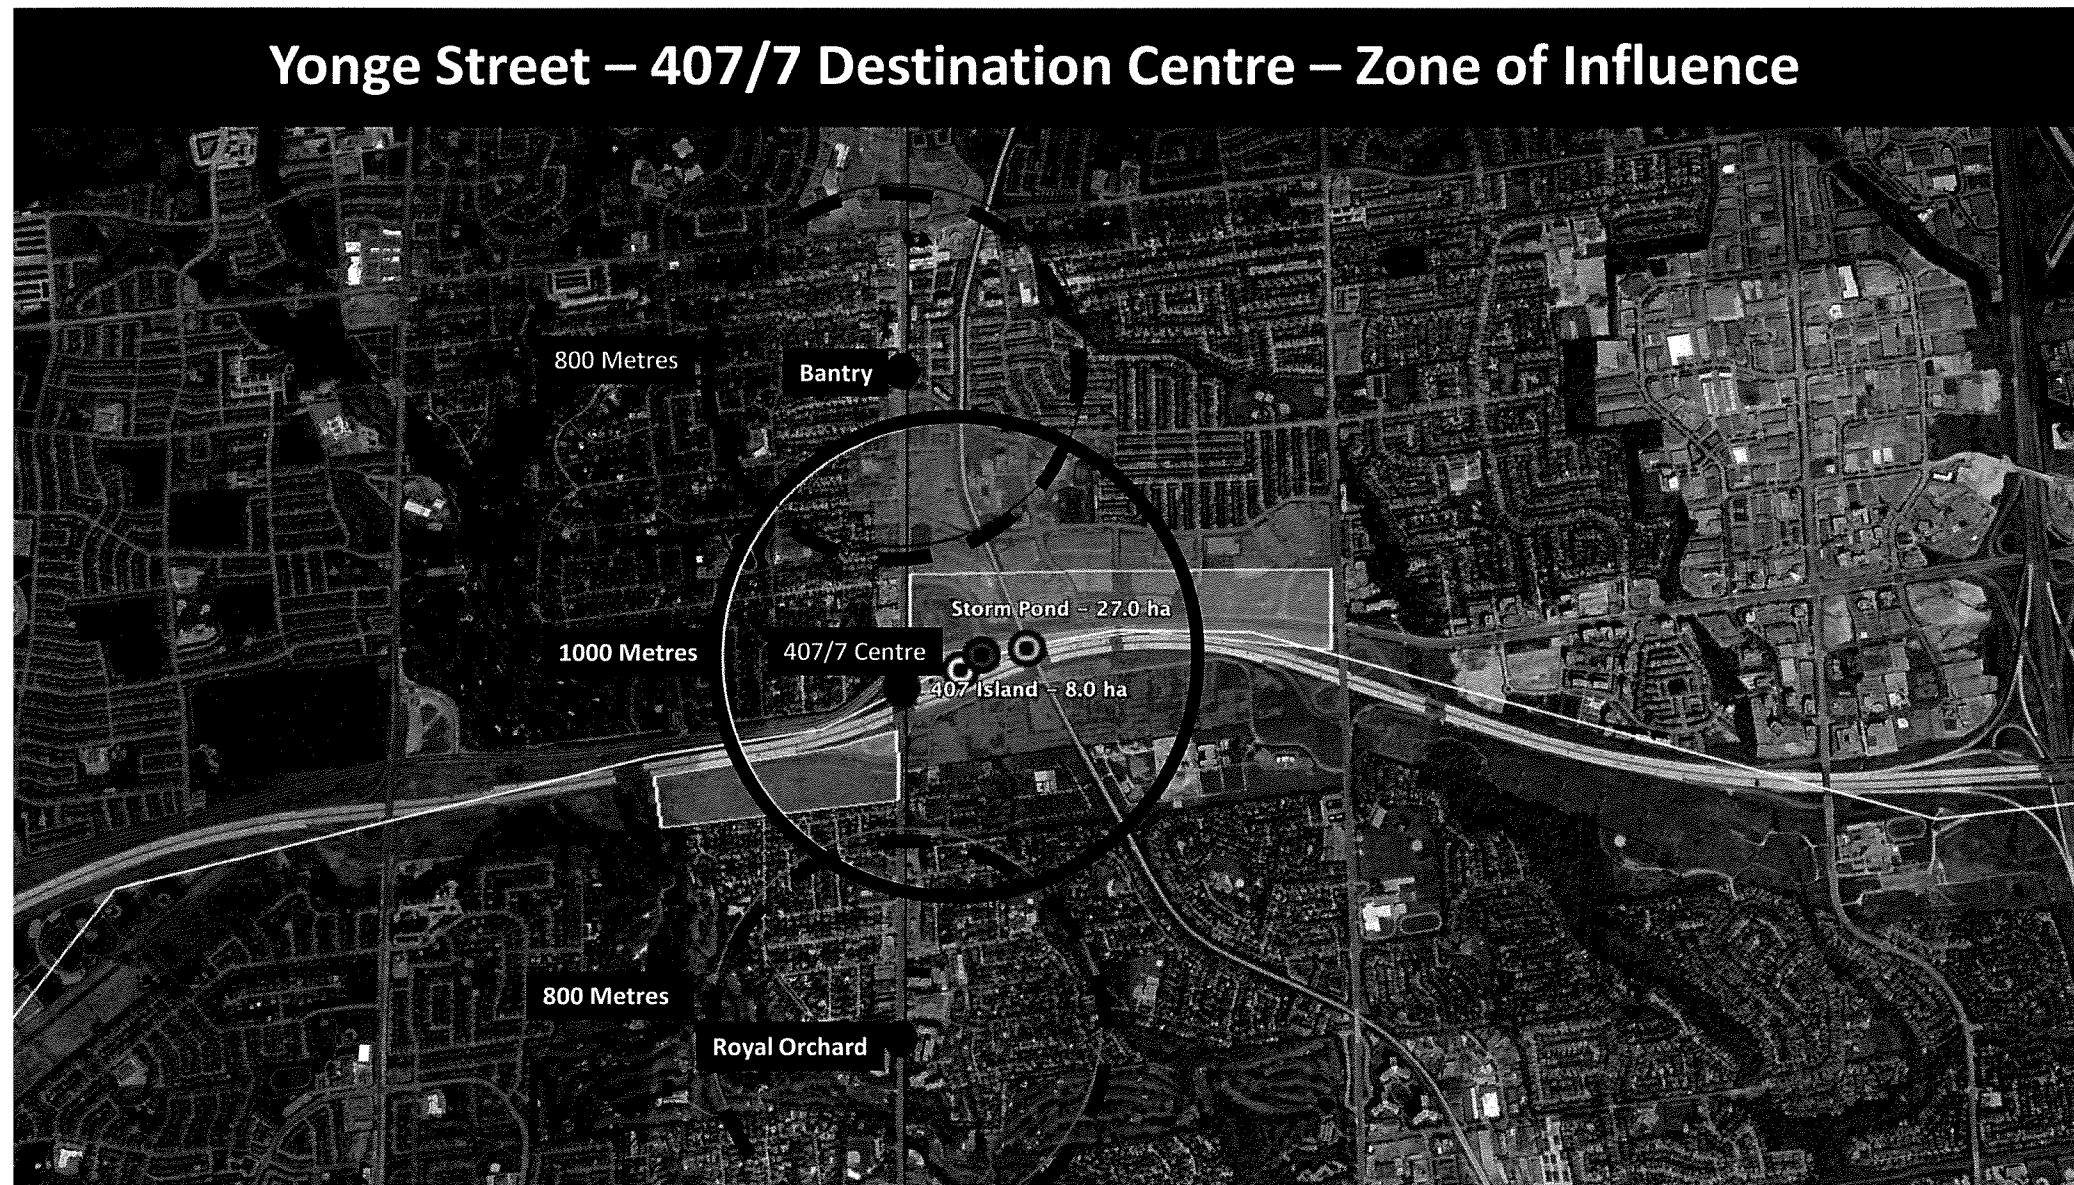 Yonge Street – 407/7 Destination Centre – Zone of Influence
800 Metres
Bantry
Storm Pond – 27.0 ha
1000 Metres
407/7 Centre
407 Island – 8.0 ha
800 Metres
Royal Orchard